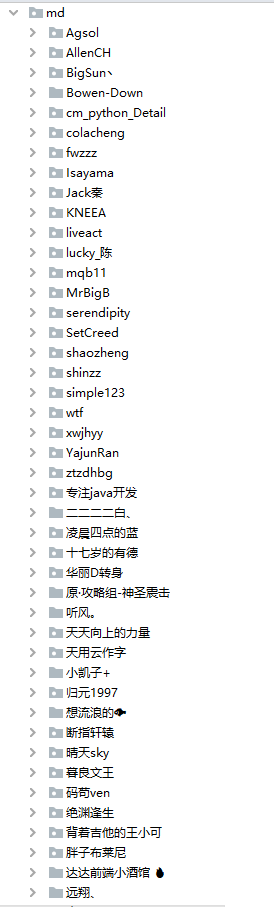 md
Agsol
AllenCH
BigSun丶
Bowen-Down
cm_python_Detail
colacheng
fwzzz
Isayama
Jack秦
KNEEA
liveact
lucky_陈
mqb11
MrBigB
serendipity
SetCreed
shaozheng
shinzz
simple123
wtf
xwjhyy
YajunRan
ztzdhbg
专注java开发
二二二二白、
凌晨四点的蓝
十七岁的有德
华丽D转身
原·攻略组-神圣震击
听风。
天天向上的力量
天用云作字
小凯子+
归元1997
想流浪的🐟
断指轩辕
晴天sky
暮良文王
码荀ven
绝渊逢生
背着吉他的王小可
胖子布莱尼
达达前端小酒馆
远翔、